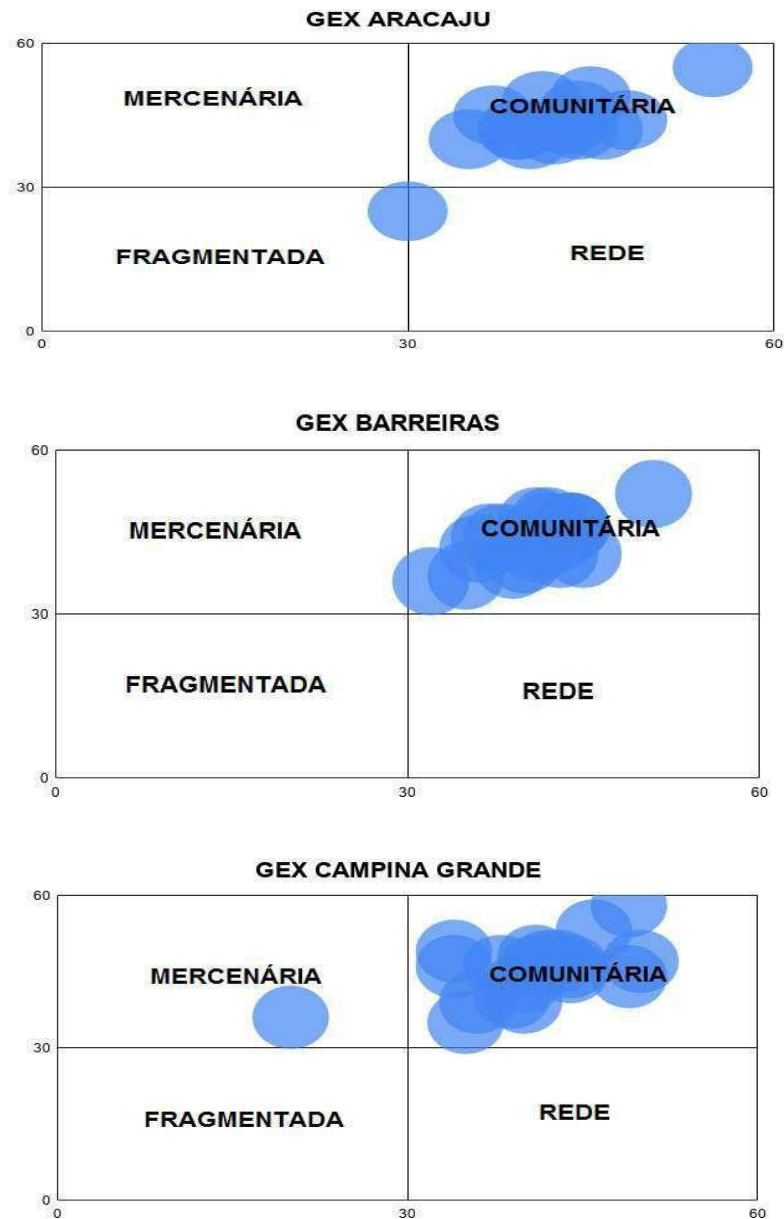 GEX ARACAJU
60
MERCENÁRIA
COMUNITÁRIA
30
FRAGMENTADA
REDE
0
0 30 60
GEX BARREIRAS
60
MERCENÁRIA
COMUNITÁRIA
30
FRAGMENTADA
REDE
0
0 30 60
GEX CAMPINA GRANDE
60
MERCENÁRIA
COMUNITÁRIA
30
FRAGMENTADA
REDE
0
0 30 60